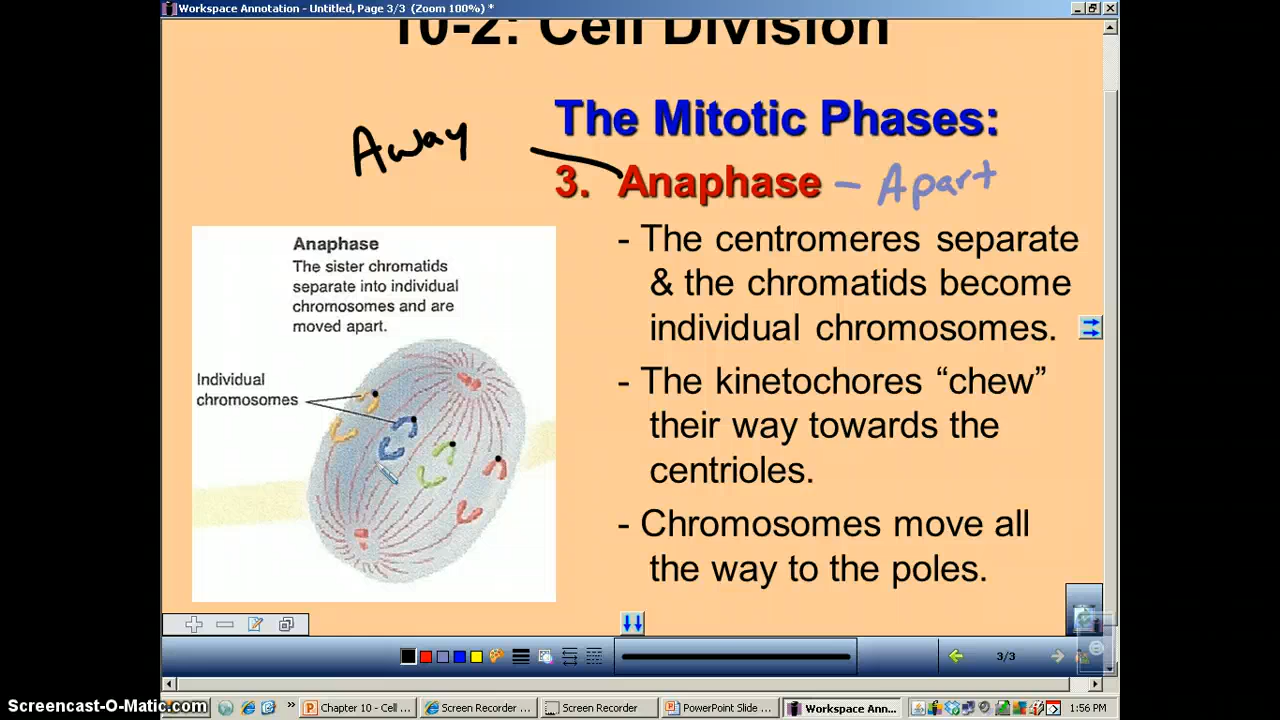 Workspace Annotation - Untitled, Page 3/3 (Zoom 100%) *
10-2: Cell Division
The Mitotic Phases:
Away
3. Anaphase - Apart
Anaphase
The sister chromatids
separate into individual
chromosomes and are
moved apart.
Individual
chromosomes
- The centromeres separate
& the chromatids become
individual chromosomes.
- The kinetochores “chew”
their way towards the
centrioles.
- Chromosomes move all
the way to the poles.
3/3
Screencast-O-Matic.com
Chapter 10 - Cell ...
Screen Recorder ...
Screen Recorder
PowerPoint Slide ...
Workspace Ann...
1:56 PM